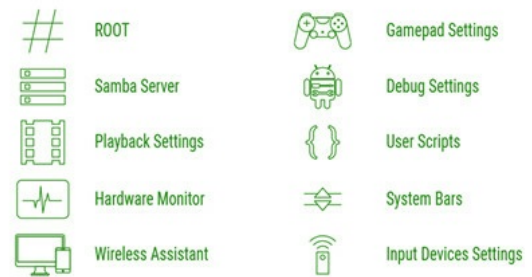 ROOT
Gamepad Settings
Samba Server
Debug Settings
Playback Settings
User Scripts
Hardware Monitor
System Bars
Wireless Assistant
Input Devices Settings